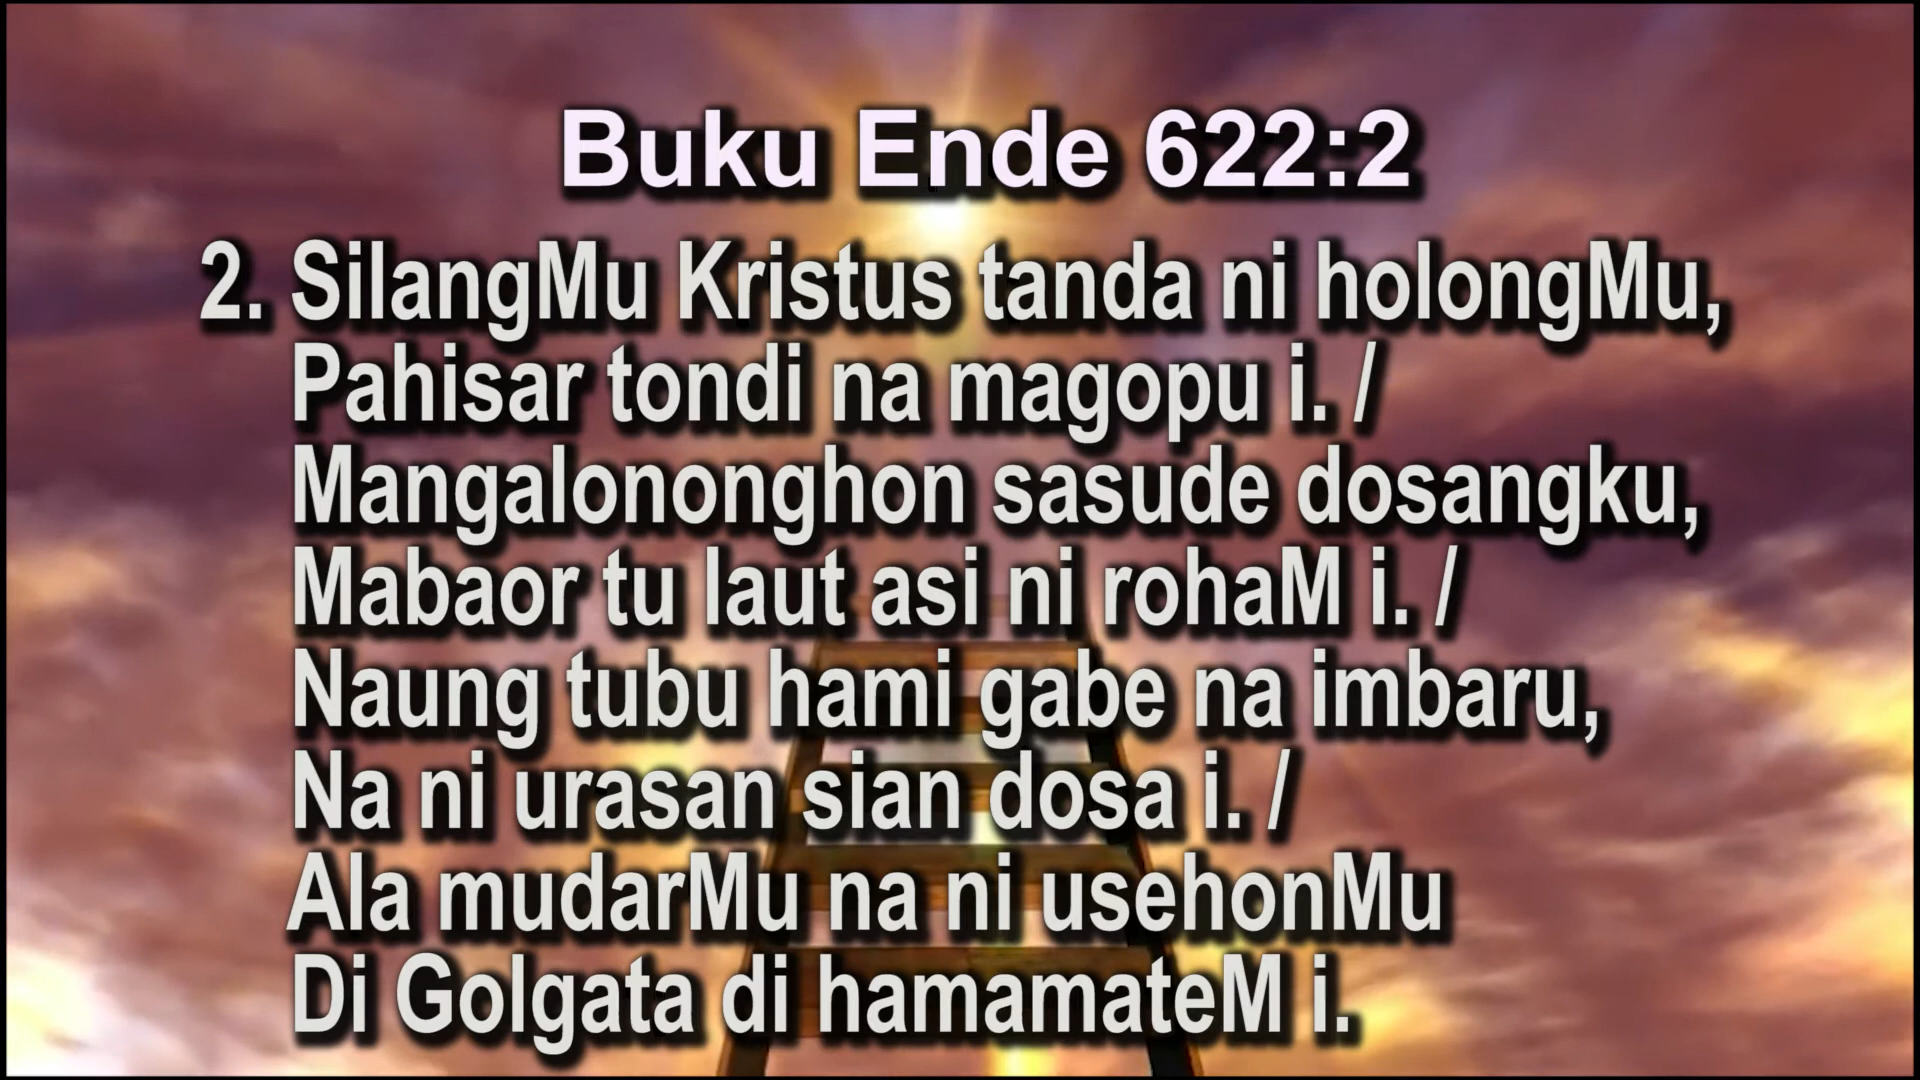 Buku Ende 622:2
2. SilangMu Kristus tanda ni holongMu,
Pahisar tondi na magopu i. /
Mangalononghon sasude dosangku,
Mabaor tu laut asi ni rohaM i. /
Naung tubu hami gabe na imbaru,
Na ni urasan sian dosa i. /
Ala mudarMu na ni usehonMu
Di Golgata di hamamateM i.